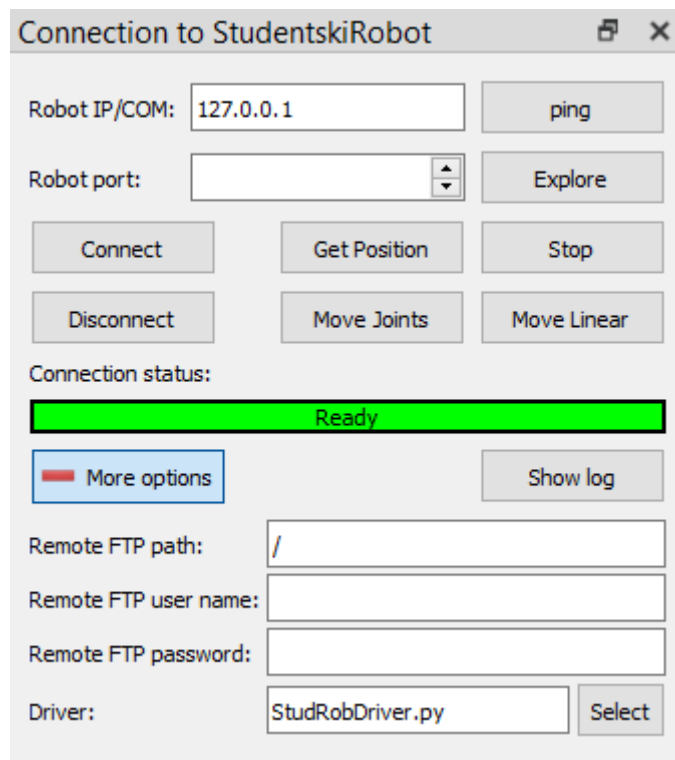 Connection to StudentskiRobot
Robot IP/COM: 127.0.0.1 ping
Robot port: Explore
Connect Get Position Stop
Disconnect Move Joints Move Linear
Connection status:
Ready
More options Show log
Remote FTP path: /
Remote FTP user name:
Remote FTP password:
Driver: StudRobDriver.py Select